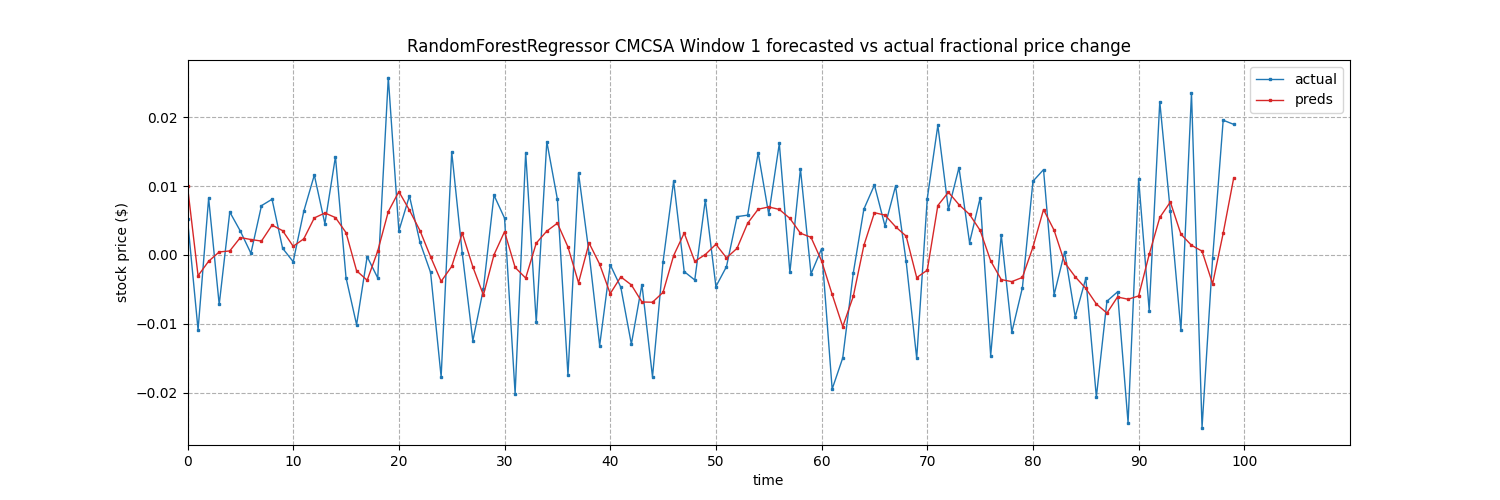 RandomForestRegressor CMCSA Window 1 forecasted vs actual fractional price change
actual
preds
stock price ($)
0.02
0.01
0.00
−0.01
−0.02
0 10 20 30 40 50 60 70 80 90 100
time